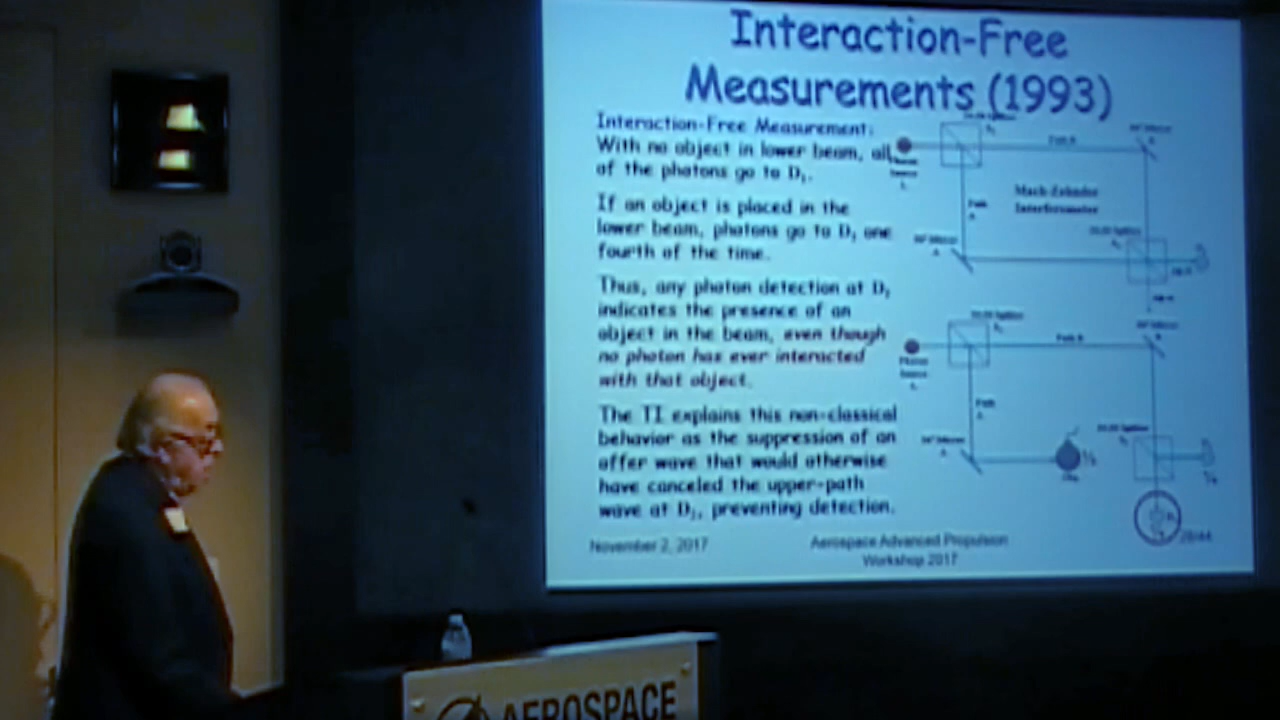 Interaction-Free
Measurements (1993)
Interaction-Free Measurement:
With no object in lower beam, all
of the photons go to D₁.
If an object is placed in the
lower beam, photons go to D₂ one
fourth of the time.
Thus, any photon detection at D₂
indicates the presence of an
object in the beam, even though
no photon has ever interacted
with that object.
The TI explains this non-classical
behavior as the suppression of an
offer wave that would otherwise
have canceled the upper-path
wave at D₂, preventing detection.
Mach-Zehnder
Interferometer
November 2, 2017
Aerospace Advanced Propulsion
Workshop 2017
AEROSPACE